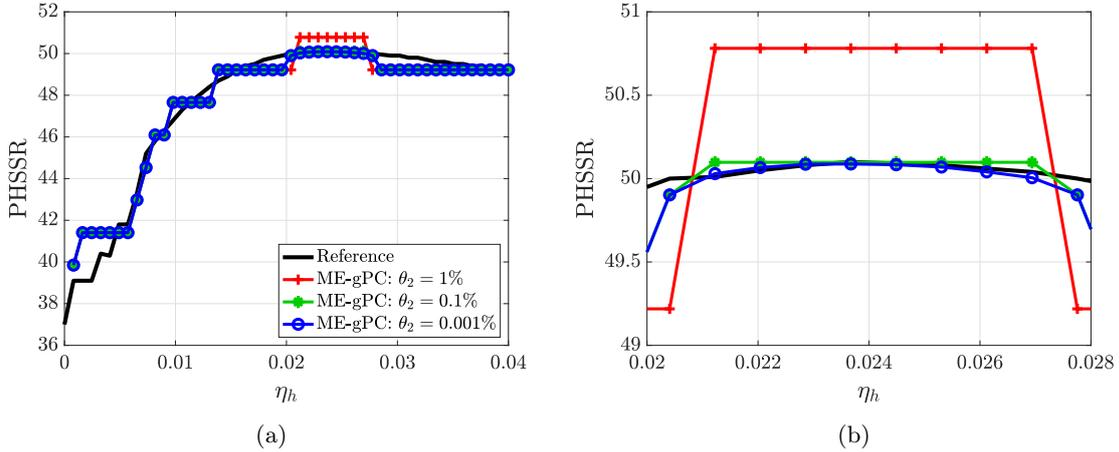 52
50
48
46
44
42
40
38
36
PHSSR
0
0.01
0.02
0.03
0.04
η_h
Reference
ME-gPC: θ₂ = 1%
ME-gPC: θ₂ = 0.1%
ME-gPC: θ₂ = 0.001%
(a)
51
50.5
50
49.5
49
PHSSR
0.02
0.022
0.024
0.026
0.028
η_h
(b)